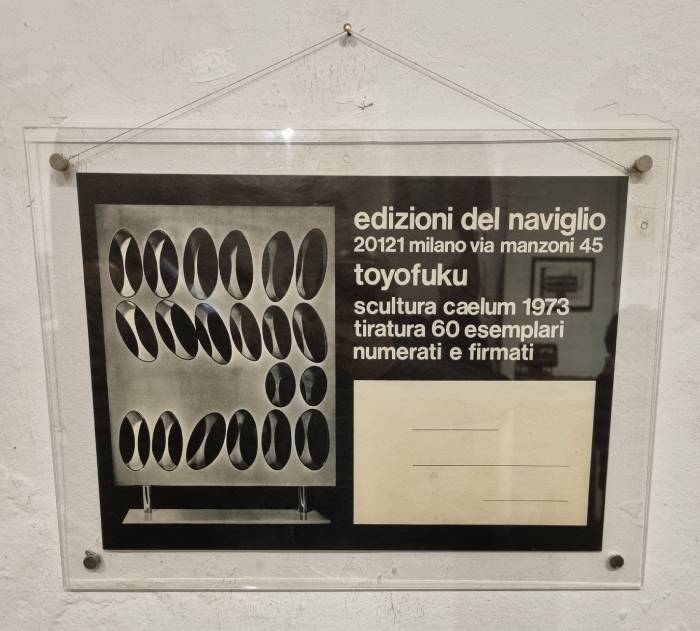 edizioni del naviglio
20121 milano via manzoni 45
toyofuku
scultura caelum 1973
tiratura 60 esemplari
numerati e firmati